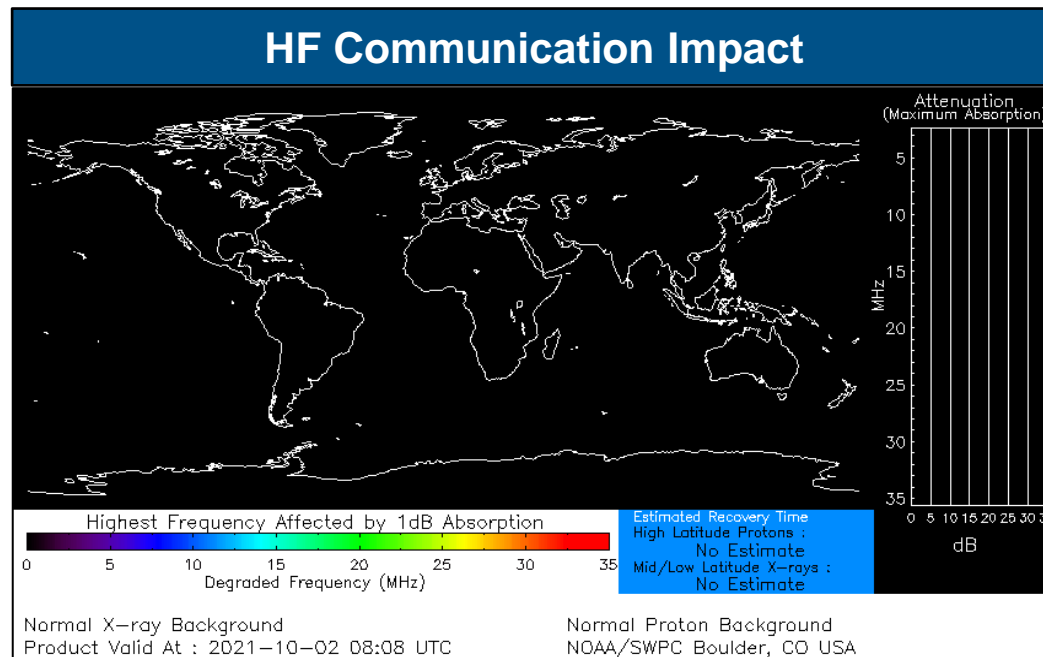 HF Communication Impact
Attenuation
(Maximum Absorption)
5
10
15
20
25
30
35
MHz
0 5 10 15 20 25 30 3
dB
Highest Frequency Affected by 1dB Absorption
0 5 10 15 20 25 30 35
Degraded Frequency (MHz)
Estimated Recovery Time
High Latitude Protons :
No Estimate
Mid/Low Latitude X-rays :
No Estimate
Normal X-ray Background
Normal Proton Background
Product Valid At : 2021-10-02 08:08 UTC
NOAA/SWPC Boulder, CO USA